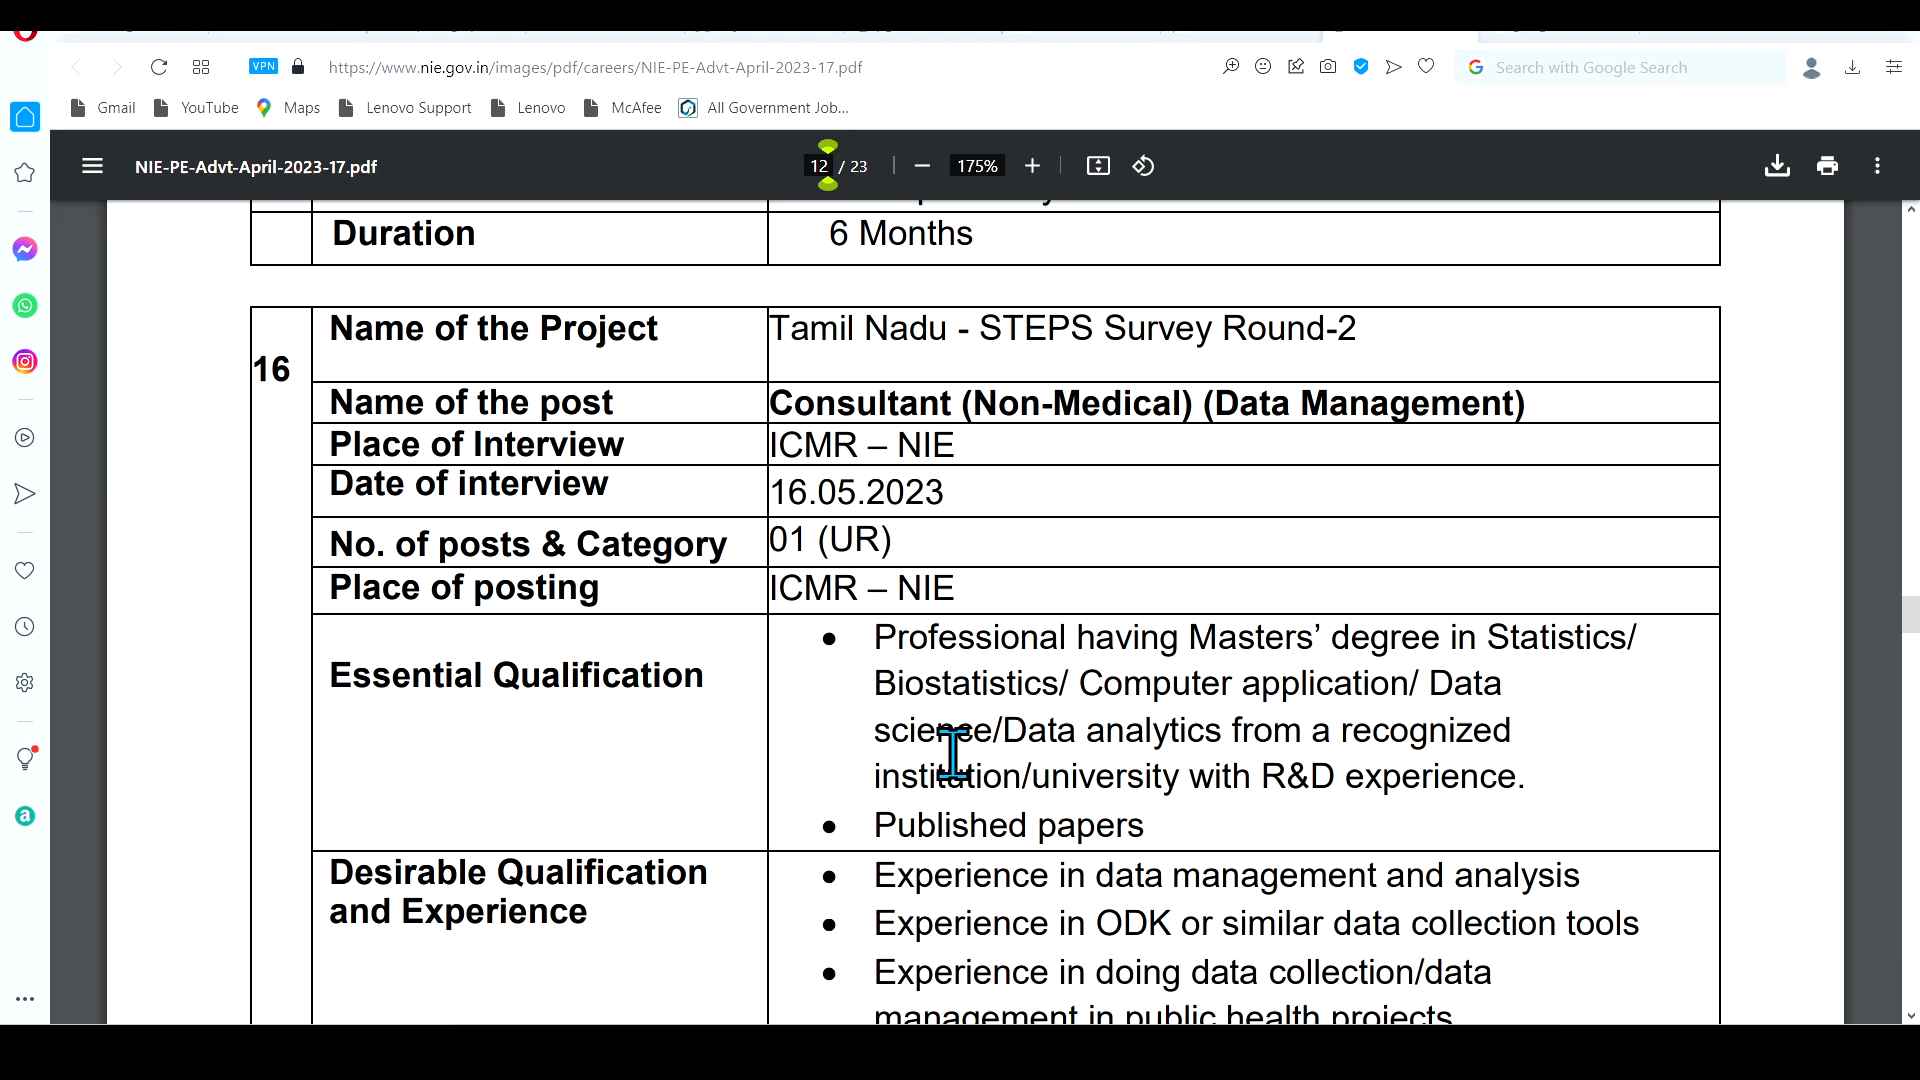 VPN
https://www.nie.gov.in/images/pdf/careers/NIE-PE-Advt-April-2023-17.pdf
Search with Google Search
Gmail
YouTube
Maps
Lenovo Support
Lenovo
McAfee
All Government Job...
NIE-PE-Advt-April-2023-17.pdf
12 / 23
175%
Duration
6 Months
16
Name of the Project
Tamil Nadu - STEPS Survey Round-2
Name of the post
Consultant (Non-Medical) (Data Management)
Place of Interview
ICMR – NIE
Date of interview
16.05.2023
No. of posts & Category
01 (UR)
Place of posting
ICMR – NIE
Essential Qualification
• Professional having Masters’ degree in Statistics/
Biostatistics/ Computer application/ Data
science/Data analytics from a recognized
institution/university with R&D experience.
• Published papers
Desirable Qualification
and Experience
• Experience in data management and analysis
• Experience in ODK or similar data collection tools
• Experience in doing data collection/data
management in public health projects